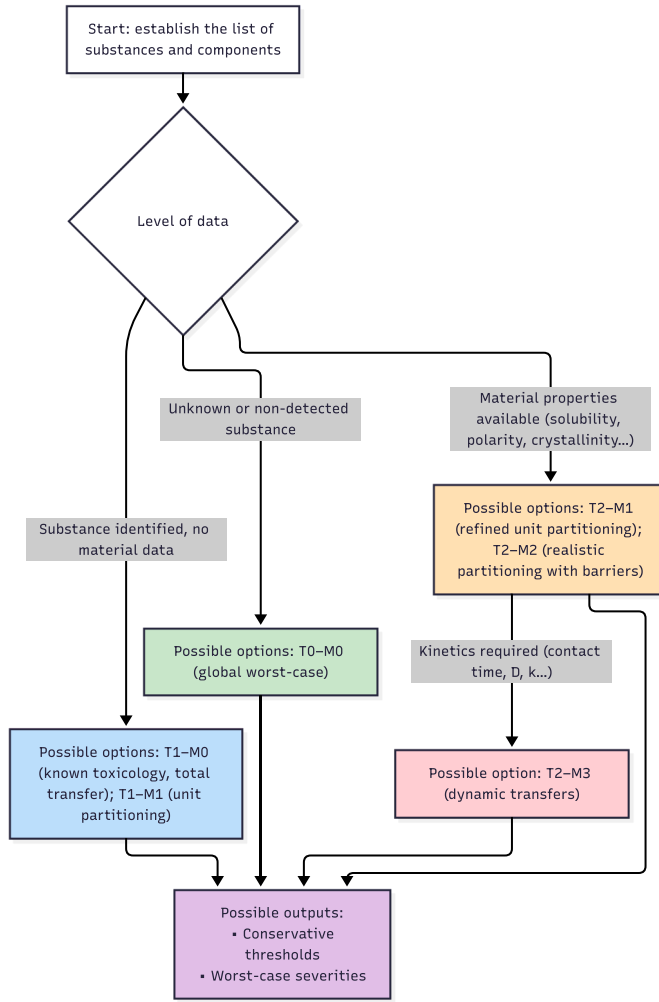 Start: establish the list of
substances and components
Level of data
Material properties
available (solubility,
polarity, crystallinity...)
Unknown or non-detected
substance
Substance identified, no
material data
Possible options: T2–M1
(refined unit partitioning);
T2–M2 (realistic
partitioning with barriers)
Possible options: T0–M0
(global worst-case)
Kinetics required (contact
time, D, k...)
Possible options: T1–M0
(known toxicology, total
transfer); T1–M1 (unit
partitioning)
Possible option: T2–M3
(dynamic transfers)
Possible outputs:
▪ Conservative
thresholds
▪ Worst-case severities